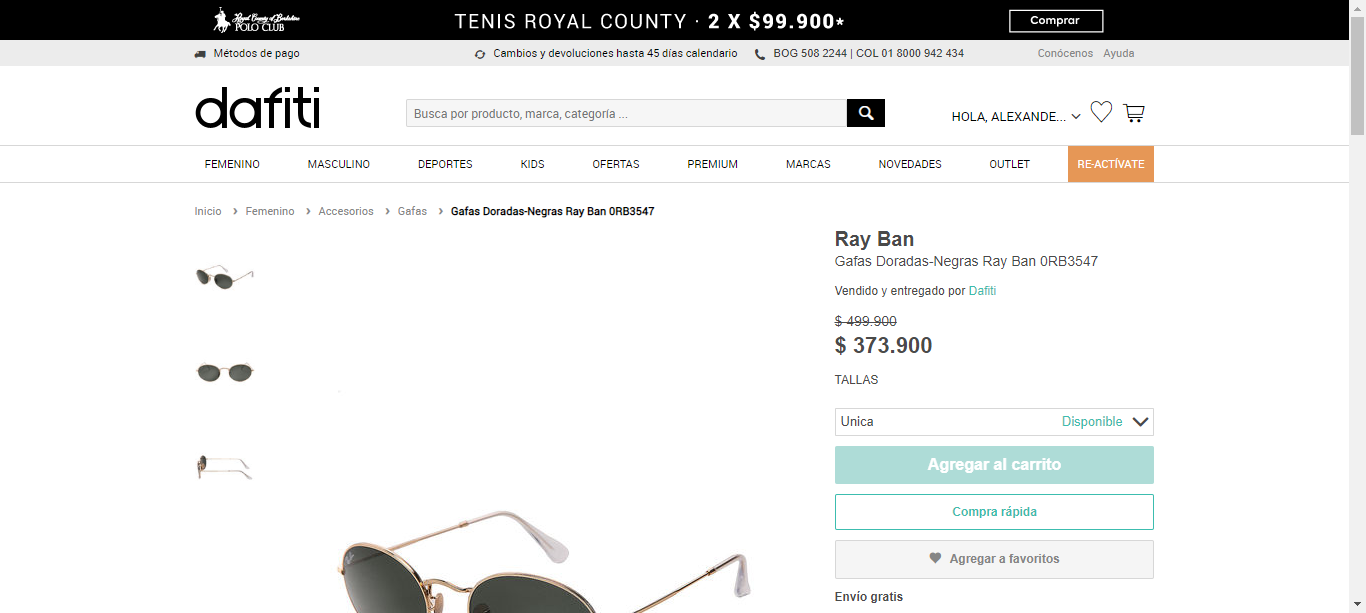 Royal County of Berkshire
POLO CLUB
TENIS ROYAL COUNTY · 2 X $99.900*
Comprar
Métodos de pago
Cambios y devoluciones hasta 45 días calendario
BOG 508 2244 | COL 01 8000 942 434
Conócenos
Ayuda
dafiti
Busca por producto, marca, categoría ...
HOLA, ALEXANDE...
FEMENINO
MASCULINO
DEPORTES
KIDS
OFERTAS
PREMIUM
MARCAS
NOVEDADES
OUTLET
RE-ACTÍVATE
Inicio › Femenino › Accesorios › Gafas › Gafas Doradas-Negras Ray Ban 0RB3547
Ray Ban
Gafas Doradas-Negras Ray Ban 0RB3547
Vendido y entregado por Dafiti
$ 499.900
$ 373.900
TALLAS
Unica
Disponible
Agregar al carrito
Compra rápida
Agregar a favoritos
Envío gratis